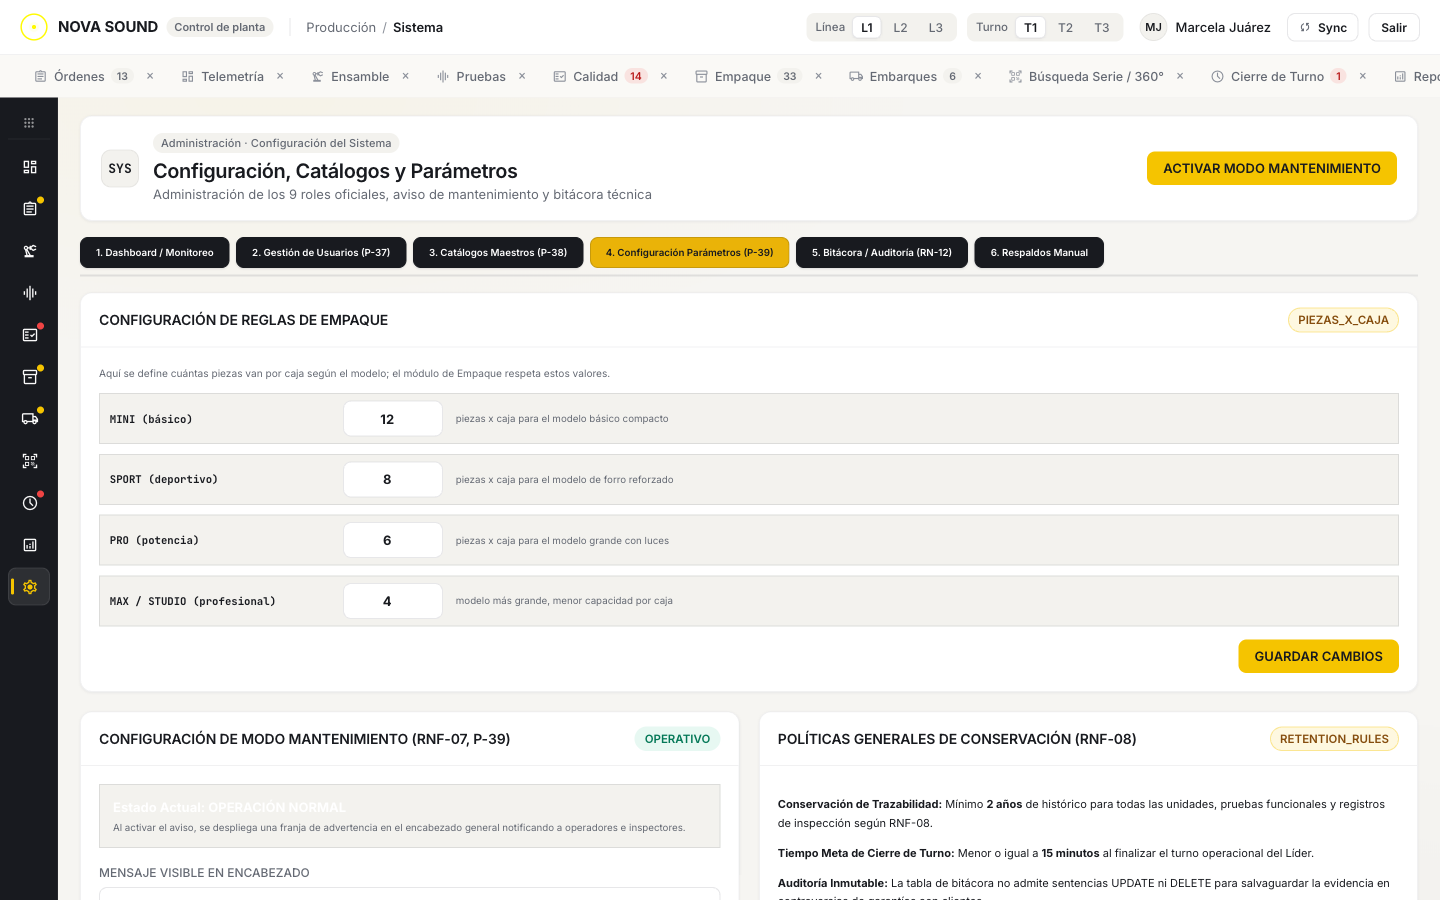 NOVA SOUND Control de planta Producción / Sistema Línea L1 L2 L3 Turno T1 T2 T3 MJ Marcela Juárez Sync Salir
Órdenes 13 × Telemetría × Ensamble × Pruebas × Calidad 14 × Empaque 33 × Embarques 6 × Búsqueda Serie / 360° × Cierre de Turno 1 × Repo
SYS
Administración · Configuración del Sistema
Configuración, Catálogos y Parámetros
Administración de los 9 roles oficiales, aviso de mantenimiento y bitácora técnica
ACTIVAR MODO MANTENIMIENTO
1. Dashboard / Monitoreo 2. Gestión de Usuarios (P-37) 3. Catálogos Maestros (P-38) 4. Configuración Parámetros (P-39) 5. Bitácora / Auditoría (RN-12) 6. Respaldos Manual
CONFIGURACIÓN DE REGLAS DE EMPAQUE PIEZAS_X_CAJA
Aquí se define cuántas piezas van por caja según el modelo; el módulo de Empaque respeta estos valores.
MINI (básico) 12 piezas x caja para el modelo básico compacto
SPORT (deportivo) 8 piezas x caja para el modelo de forro reforzado
PRO (potencia) 6 piezas x caja para el modelo grande con luces
MAX / STUDIO (profesional) 4 modelo más grande, menor capacidad por caja
GUARDAR CAMBIOS
CONFIGURACIÓN DE MODO MANTENIMIENTO (RNF-07, P-39) OPERATIVO
Estado Actual: OPERACIÓN NORMAL
Al activar el aviso, se despliega una franja de advertencia en el encabezado general notificando a operadores e inspectores.
MENSAJE VISIBLE EN ENCABEZADO
POLÍTICAS GENERALES DE CONSERVACIÓN (RNF-08) RETENTION_RULES
Conservación de Trazabilidad: Mínimo 2 años de histórico para todas las unidades, pruebas funcionales y registros
de inspección según RNF-08.
Tiempo Meta de Cierre de Turno: Menor o igual a 15 minutos al finalizar el turno operacional del Líder.
Auditoría Inmutable: La tabla de bitácora no admite sentencias UPDATE ni DELETE para salvaguardar la evidencia en